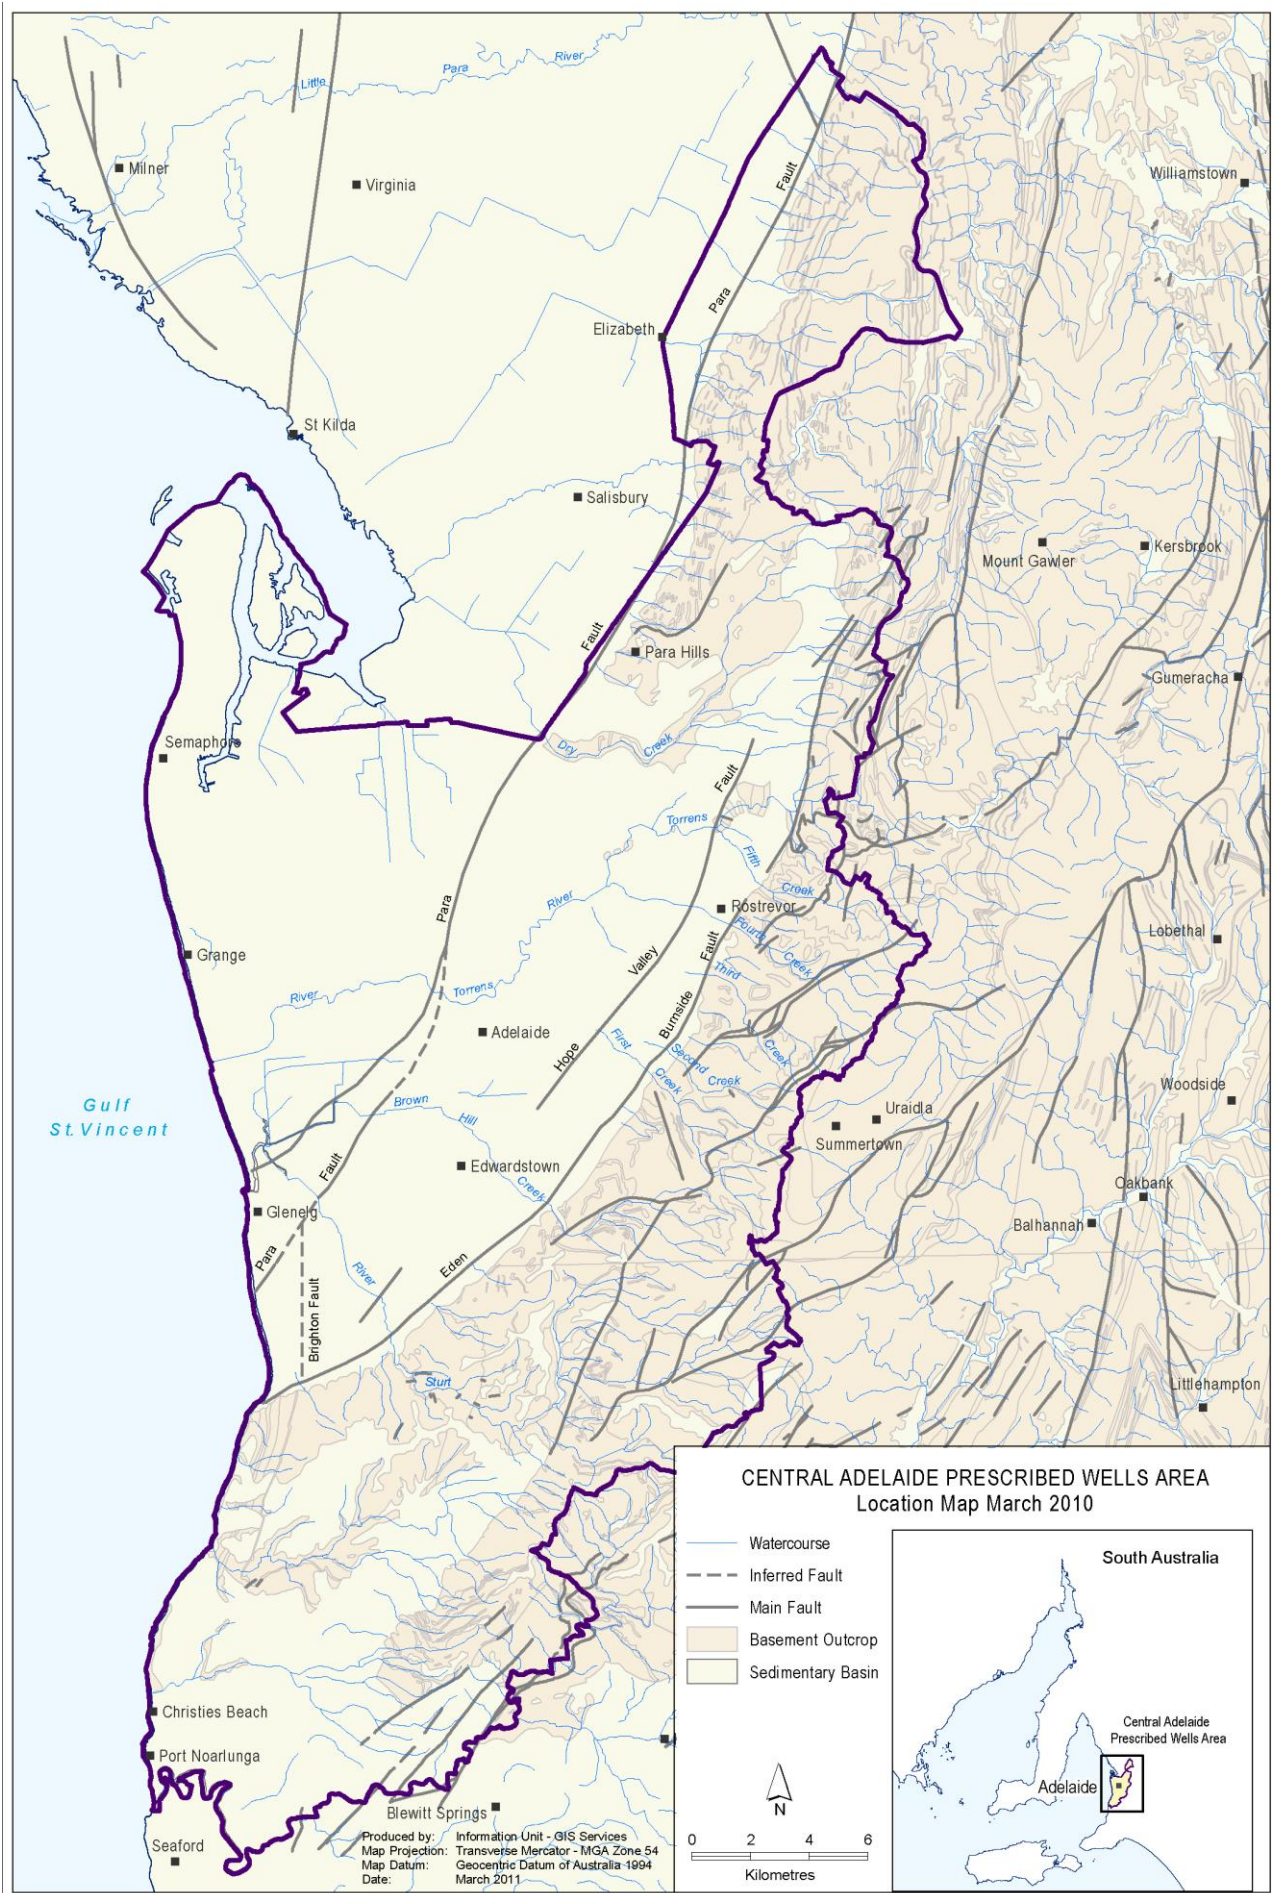 Little
Para
River
Milner
Virginia
Williamstown
Fault
Para
Elizabeth
St Kilda
Salisbury
Mount Gawler
Kersbrook
Fault
Para Hills
Gumeracha
Semaphore
Dry
Creek
Fault
Torrens
Fifth
Creek
River
Para
Rostrevor
Fourth
Creek
Lobethal
Grange
Valley
Fault
Third
River
Torrens
Adelaide
Burnside
Hope
First
Second
Creek
Creek
Creek
Woodside
Gulf
St. Vincent
Brown
Hill
Creek
Uraidla
Summertown
Fault
Edwardstown
Oakbank
Glenelg
Balhannah
Para
River
Eden
Brighton Fault
Sturt
Littlehampton
Christies Beach
Port Noarlunga
Blewitt Springs
Seaford
Produced by: Information Unit - GIS Services
Map Projection: Transverse Mercator - MGA Zone 54
Map Datum: Geocentric Datum of Australia 1994
Date: March 2011
CENTRAL ADELAIDE PRESCRIBED WELLS AREA
Location Map March 2010
Watercourse
Inferred Fault
Main Fault
Basement Outcrop
Sedimentary Basin
N
0 2 4 6
Kilometres
South Australia
Central Adelaide
Prescribed Wells Area
Adelaide